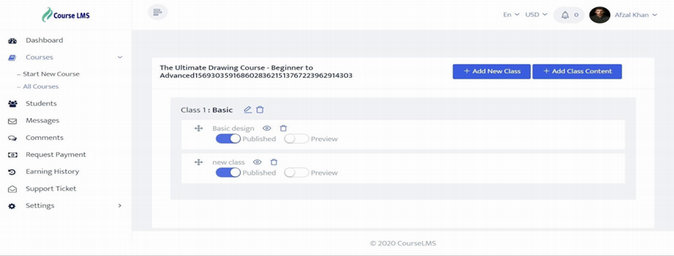 Course LMS
En
USD
0
Afzal Khan
Dashboard
Courses
– Start New Course
– All Courses
Students
Messages
Comments
Request Payment
Earning History
Support Ticket
Settings
The Ultimate Drawing Course - Beginner to
Advanced1569303591686028362151376722396291430​3
+ Add New Class
+ Add Class Content
Class 1 : Basic
Basic design
Published Preview
new class
Published Preview
© 2020 CourseLMS